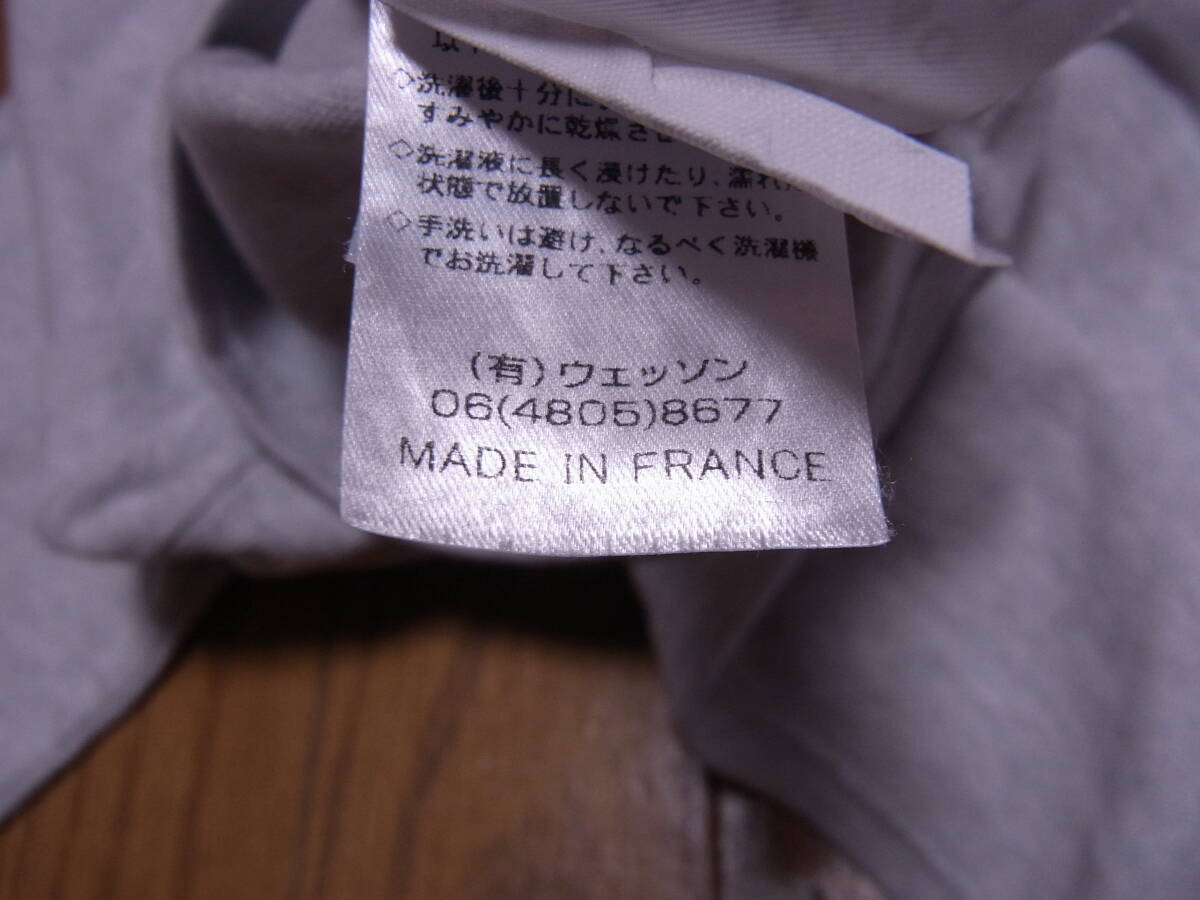 ◇洗濯後十分に
すみやかに乾燥させ
◇洗濯液に長く浸けたり、濡れた
状態で放置しないで下さい。
◇手洗いは避け、なるべく洗濯機
でお洗濯して下さい。
(有)ウェッソン
06(4805)8677
MADE IN FRANCE